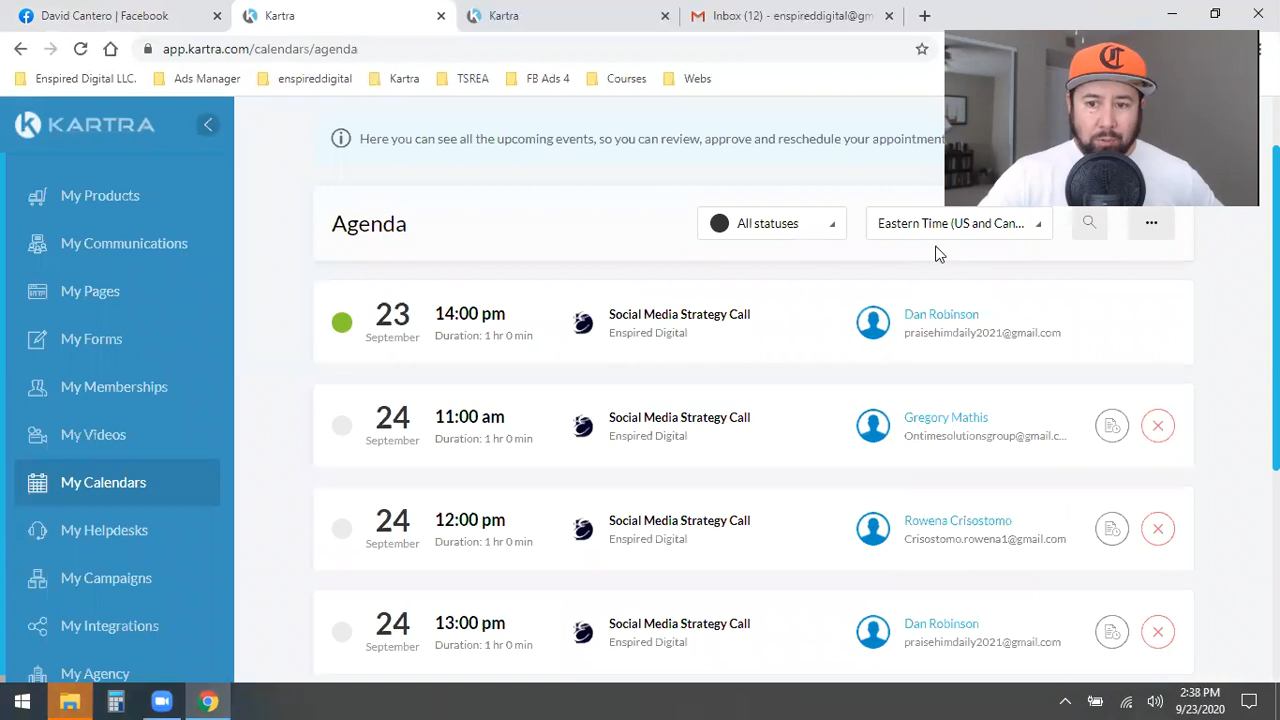 David Cantero | Facebook
Kartra
Kartra
Inbox (12) - enspireddigital@gm
app.kartra.com/calendars/agenda
Enspired Digital LLC.
Ads Manager
enspireddigital
Kartra
TSREA
FB Ads 4
Courses
Webs
KARTRA
My Products
My Communications
My Pages
My Forms
My Memberships
My Videos
My Calendars
My Helpdesks
My Campaigns
My Integrations
My Agency
Here you can see all the upcoming events, so you can review, approve and reschedule your appointment
Agenda
All statuses
Eastern Time (US and Can...
23
September
14:00 pm
Duration: 1 hr 0 min
Social Media Strategy Call
Enspired Digital
Dan Robinson
praisehimdaily2021@gmail.com
24
September
11:00 am
Duration: 1 hr 0 min
Social Media Strategy Call
Enspired Digital
Gregory Mathis
Ontimesolutionsgroup@gmail.c...
24
September
12:00 pm
Duration: 1 hr 0 min
Social Media Strategy Call
Enspired Digital
Rowena Crisostomo
Crisostomo.rowena1@gmail.com
24
September
13:00 pm
Duration: 1 hr 0 min
Social Media Strategy Call
Enspired Digital
Dan Robinson
praisehimdaily2021@gmail.com
2:38 PM
9/23/2020